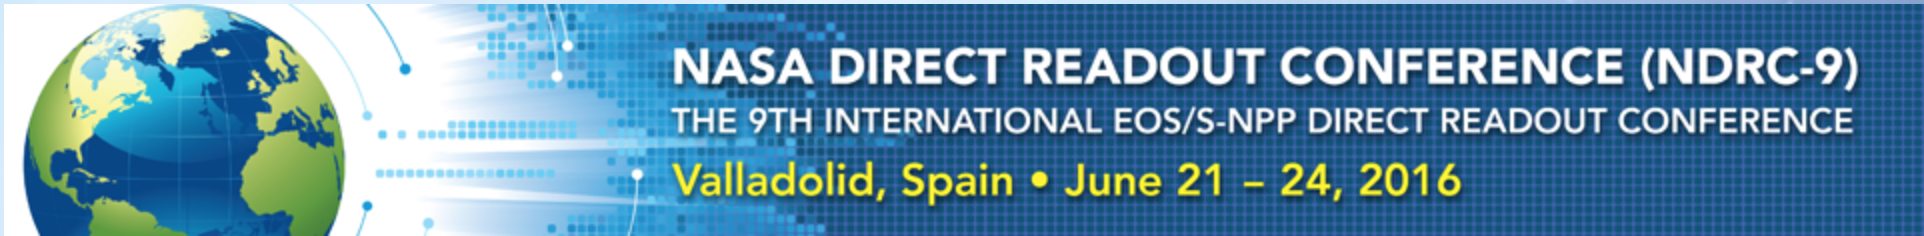 NASA DIRECT READOUT CONFERENCE (NDRC-9)
THE 9TH INTERNATIONAL EOS/S-NPP DIRECT READOUT CONFERENCE
Valladolid, Spain • June 21 – 24, 2016